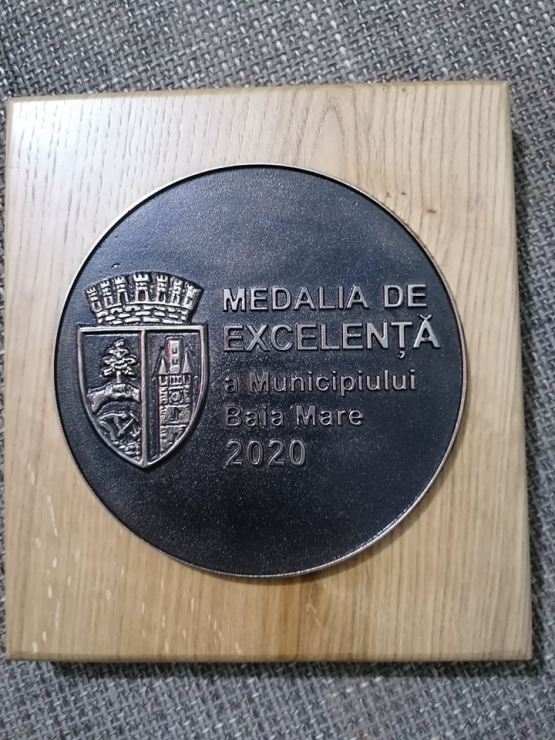 MEDALIA DE
EXCELENȚĂ
a Municipiului
Baia Mare
2020